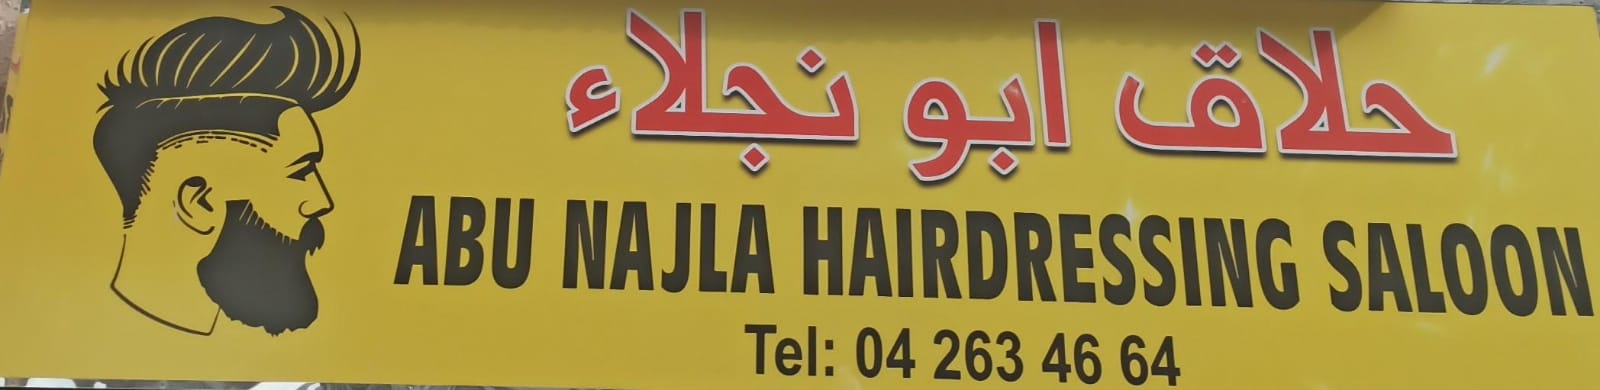 حلاق ابو نجلاء
ABU NAJLA HAIRDRESSING SALOON
Tel: 04 263 46 64